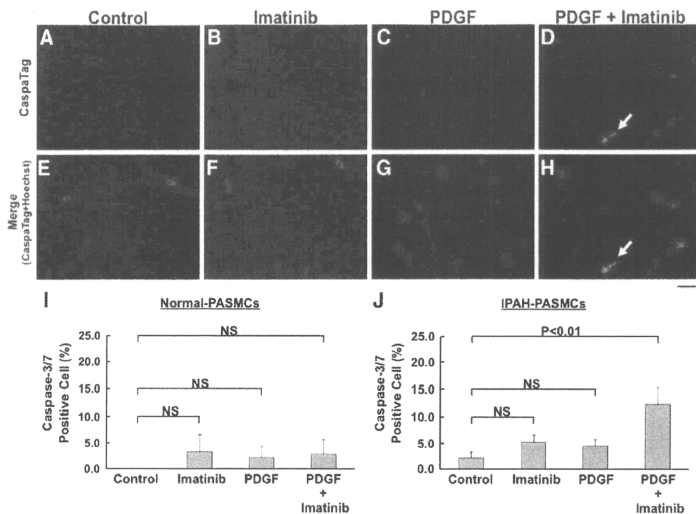 Control Imatinib PDGF PDGF + Imatinib
A B C D
CaspaTag
E F G H
Merge
(CaspaTag+Hoechst)
I Normal-PASMCs
Caspase-3/7
Positive Cell (%)
25.0
20.0
15.0
10.0
5.0
0.0
NS
NS
NS
Control Imatinib PDGF PDGF
+
Imatinib
J IPAH-PASMCs
Caspase-3/7
Positive Cell (%)
25.0
20.0
15.0
10.0
5.0
0.0
P<0.01
NS
NS
Control Imatinib PDGF PDGF
+
Imatinib